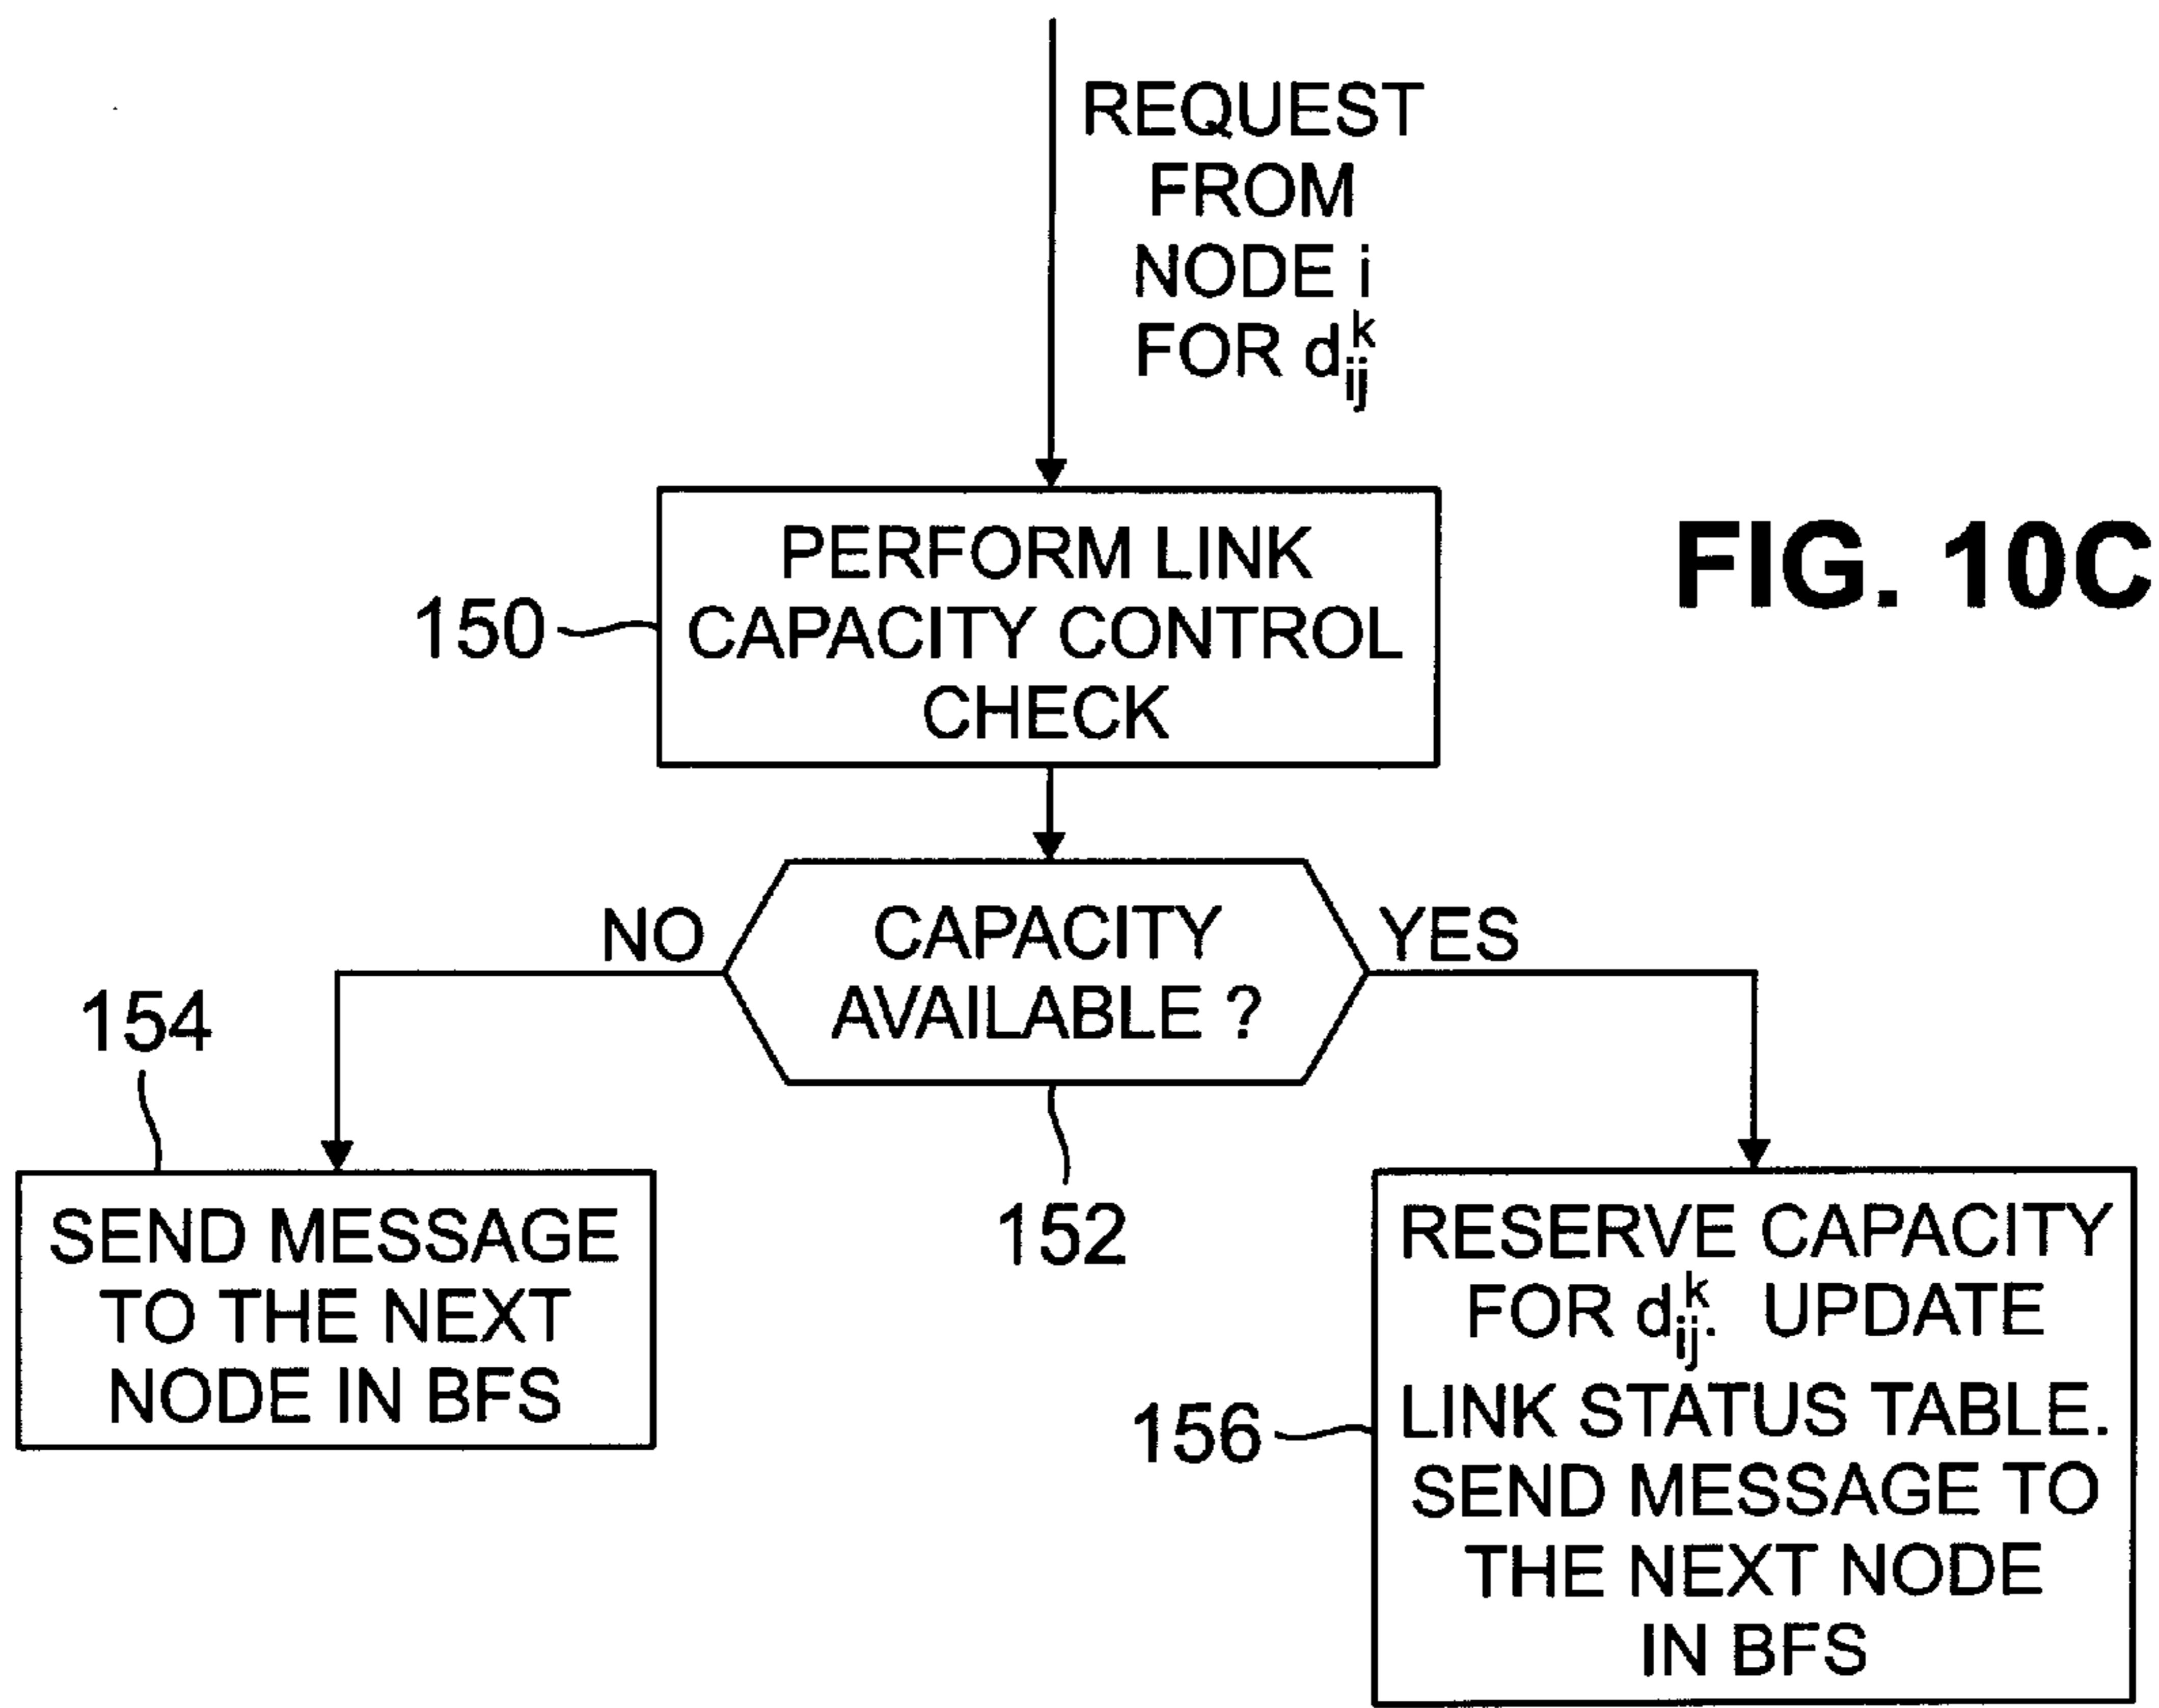 REQUEST
FROM
NODE i
FOR d_{ij}^{k}
FIG. 10C
PERFORM LINK
150
CAPACITY CONTROL
CHECK
NO
CAPACITY
AVAILABLE ?
YES
154
152
SEND MESSAGE
TO THE NEXT
NODE IN BFS
156
RESERVE CAPACITY
FOR d_{ij}^{k}. UPDATE
LINK STATUS TABLE.
SEND MESSAGE TO
THE NEXT NODE
IN BFS